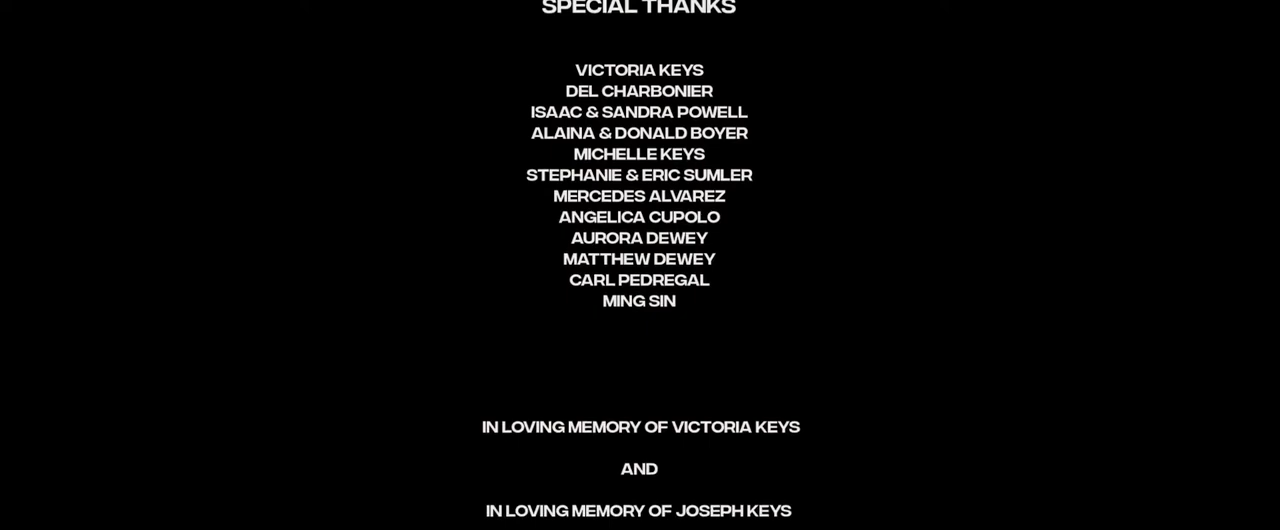 SPECIAL THANKS
VICTORIA KEYS
DEL CHARBONIER
ISAAC & SANDRA POWELL
ALAINA & DONALD BOYER
MICHELLE KEYS
STEPHANIE & ERIC SUMLER
MERCEDES ALVAREZ
ANGELICA CUPOLO
AURORA DEWEY
MATTHEW DEWEY
CARL PEDREGAL
MING SIN
IN LOVING MEMORY OF VICTORIA KEYS
AND
IN LOVING MEMORY OF JOSEPH KEYS